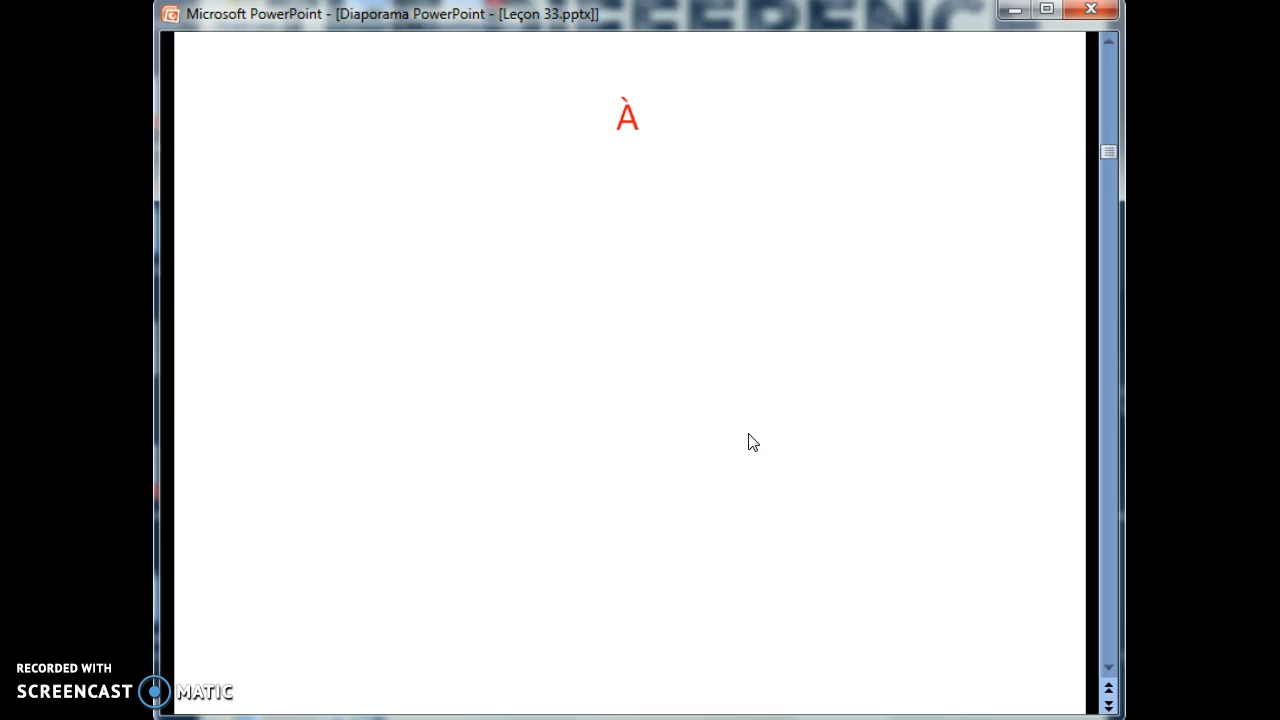 Microsoft PowerPoint - [Diaporama PowerPoint - [Leçon 33.pptx]]
À
RECORDED WITH
SCREENCAST MATIC